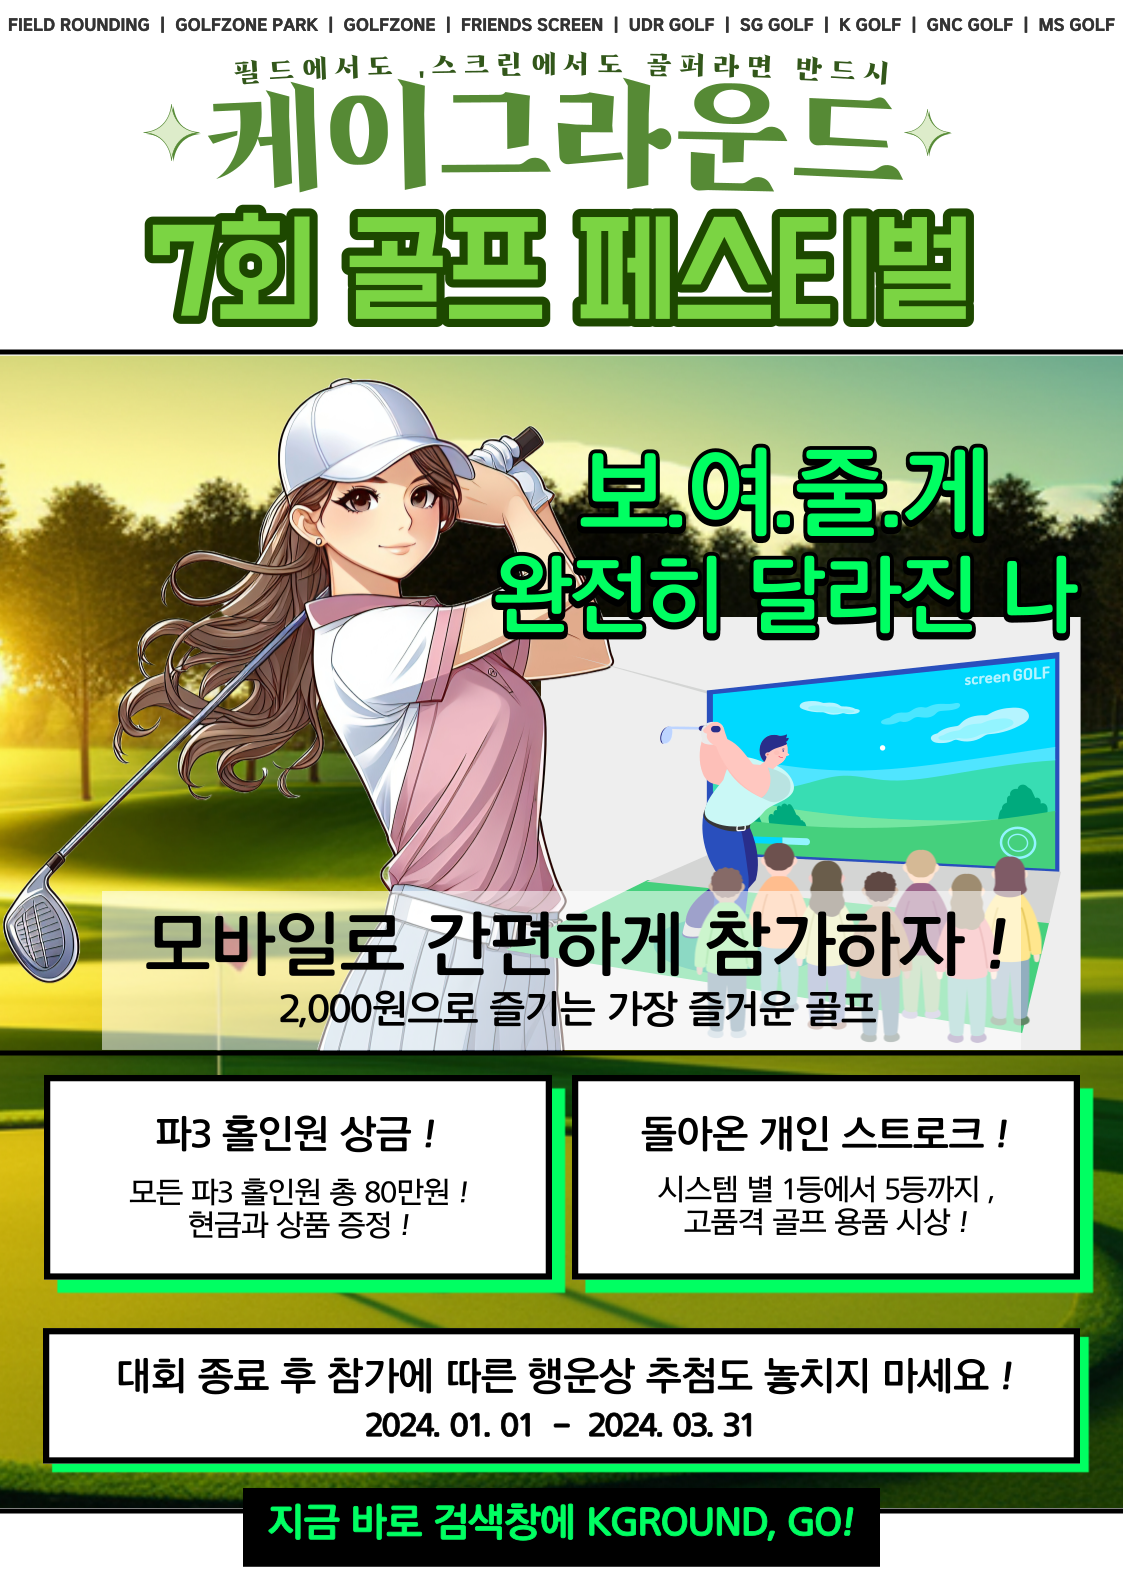 FIELD ROUNDING | GOLFZONE PARK | GOLFZONE | FRIENDS SCREEN | UDR GOLF | SG GOLF | K GOLF | GNC GOLF | MS GOLF
필드에서도 ,스크린에서도 골퍼라면 반드시
케이그라운드
7회 골프 페스티벌
보.여.줄.게
완전히 달라진 나
screen GOLF
모바일로 간편하게 참가하자 !
2,000원으로 즐기는 가장 즐거운 골프
파3 홀인원 상금 !
모든 파3 홀인원 총 80만원 !
현금과 상품 증정 !
돌아온 개인 스트로크 !
시스템 별 1등에서 5등까지 ,
고품격 골프 용품 시상 !
대회 종료 후 참가에 따른 행운상 추첨도 놓치지 마세요 !
2024. 01. 01 - 2024. 03. 31
지금 바로 검색창에 KGROUND, GO!